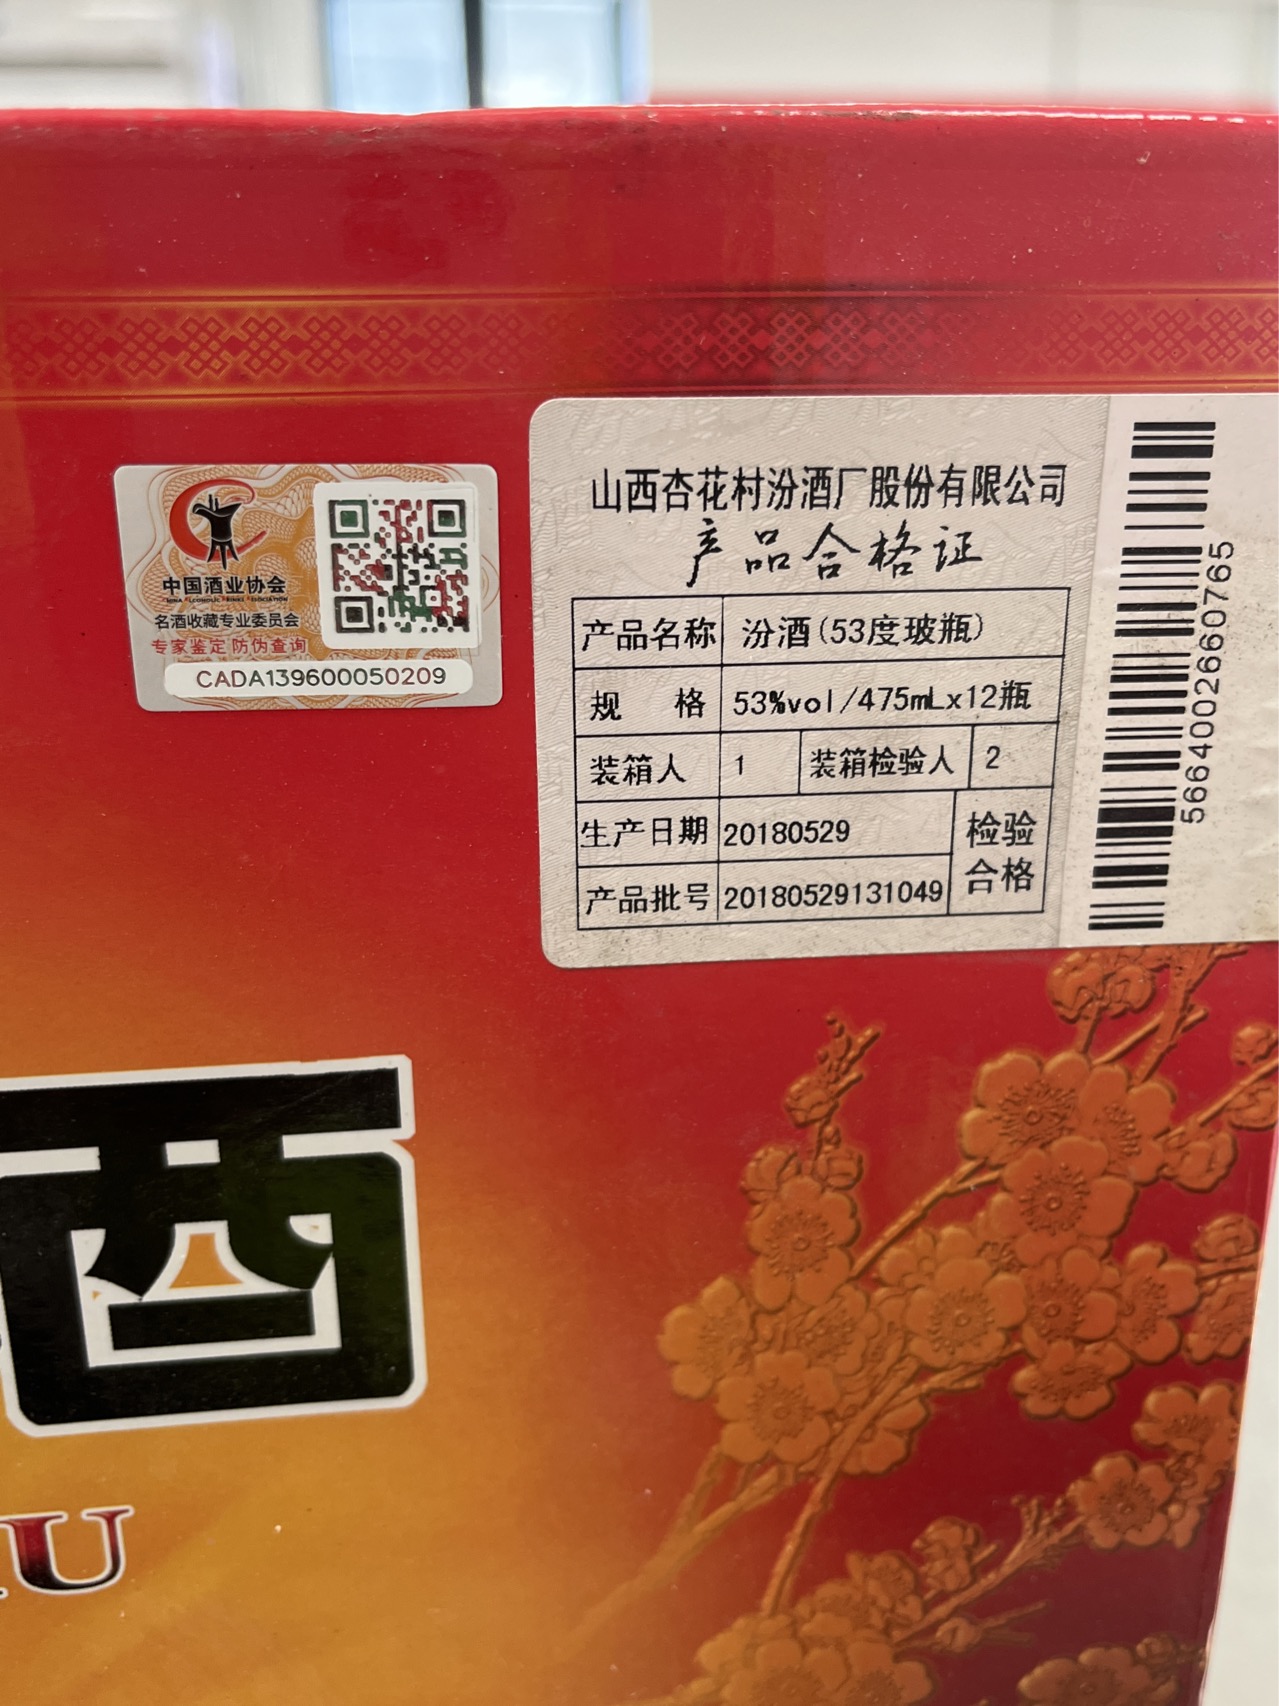 中国酒业协会
名酒收藏专业委员会
专家鉴定 防伪查询
CADA139600050209
山西杏花村汾酒厂股份有限公司
产品合格证
产品名称 汾酒(53度玻瓶)
规 格 53%vol/475mLx12瓶
装箱人 1 装箱检验人 2
生产日期 20180529 检验
产品批号 20180529131049 合格
5664002660765
酒
IU